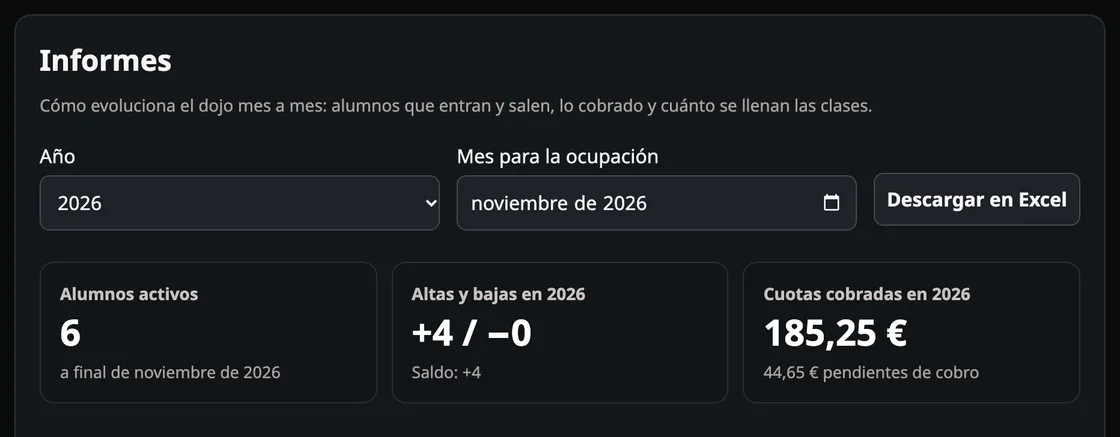 Informes
Cómo evoluciona el dojo mes a mes: alumnos que entran y salen, lo cobrado y cuánto se llenan las clases.
Año
Mes para la ocupación
2026
noviembre de 2026
Descargar en Excel
Alumnos activos
6
a final de noviembre de 2026
Altas y bajas en 2026
+4 / −0
Saldo: +4
Cuotas cobradas en 2026
185,25 €
44,65 € pendientes de cobro